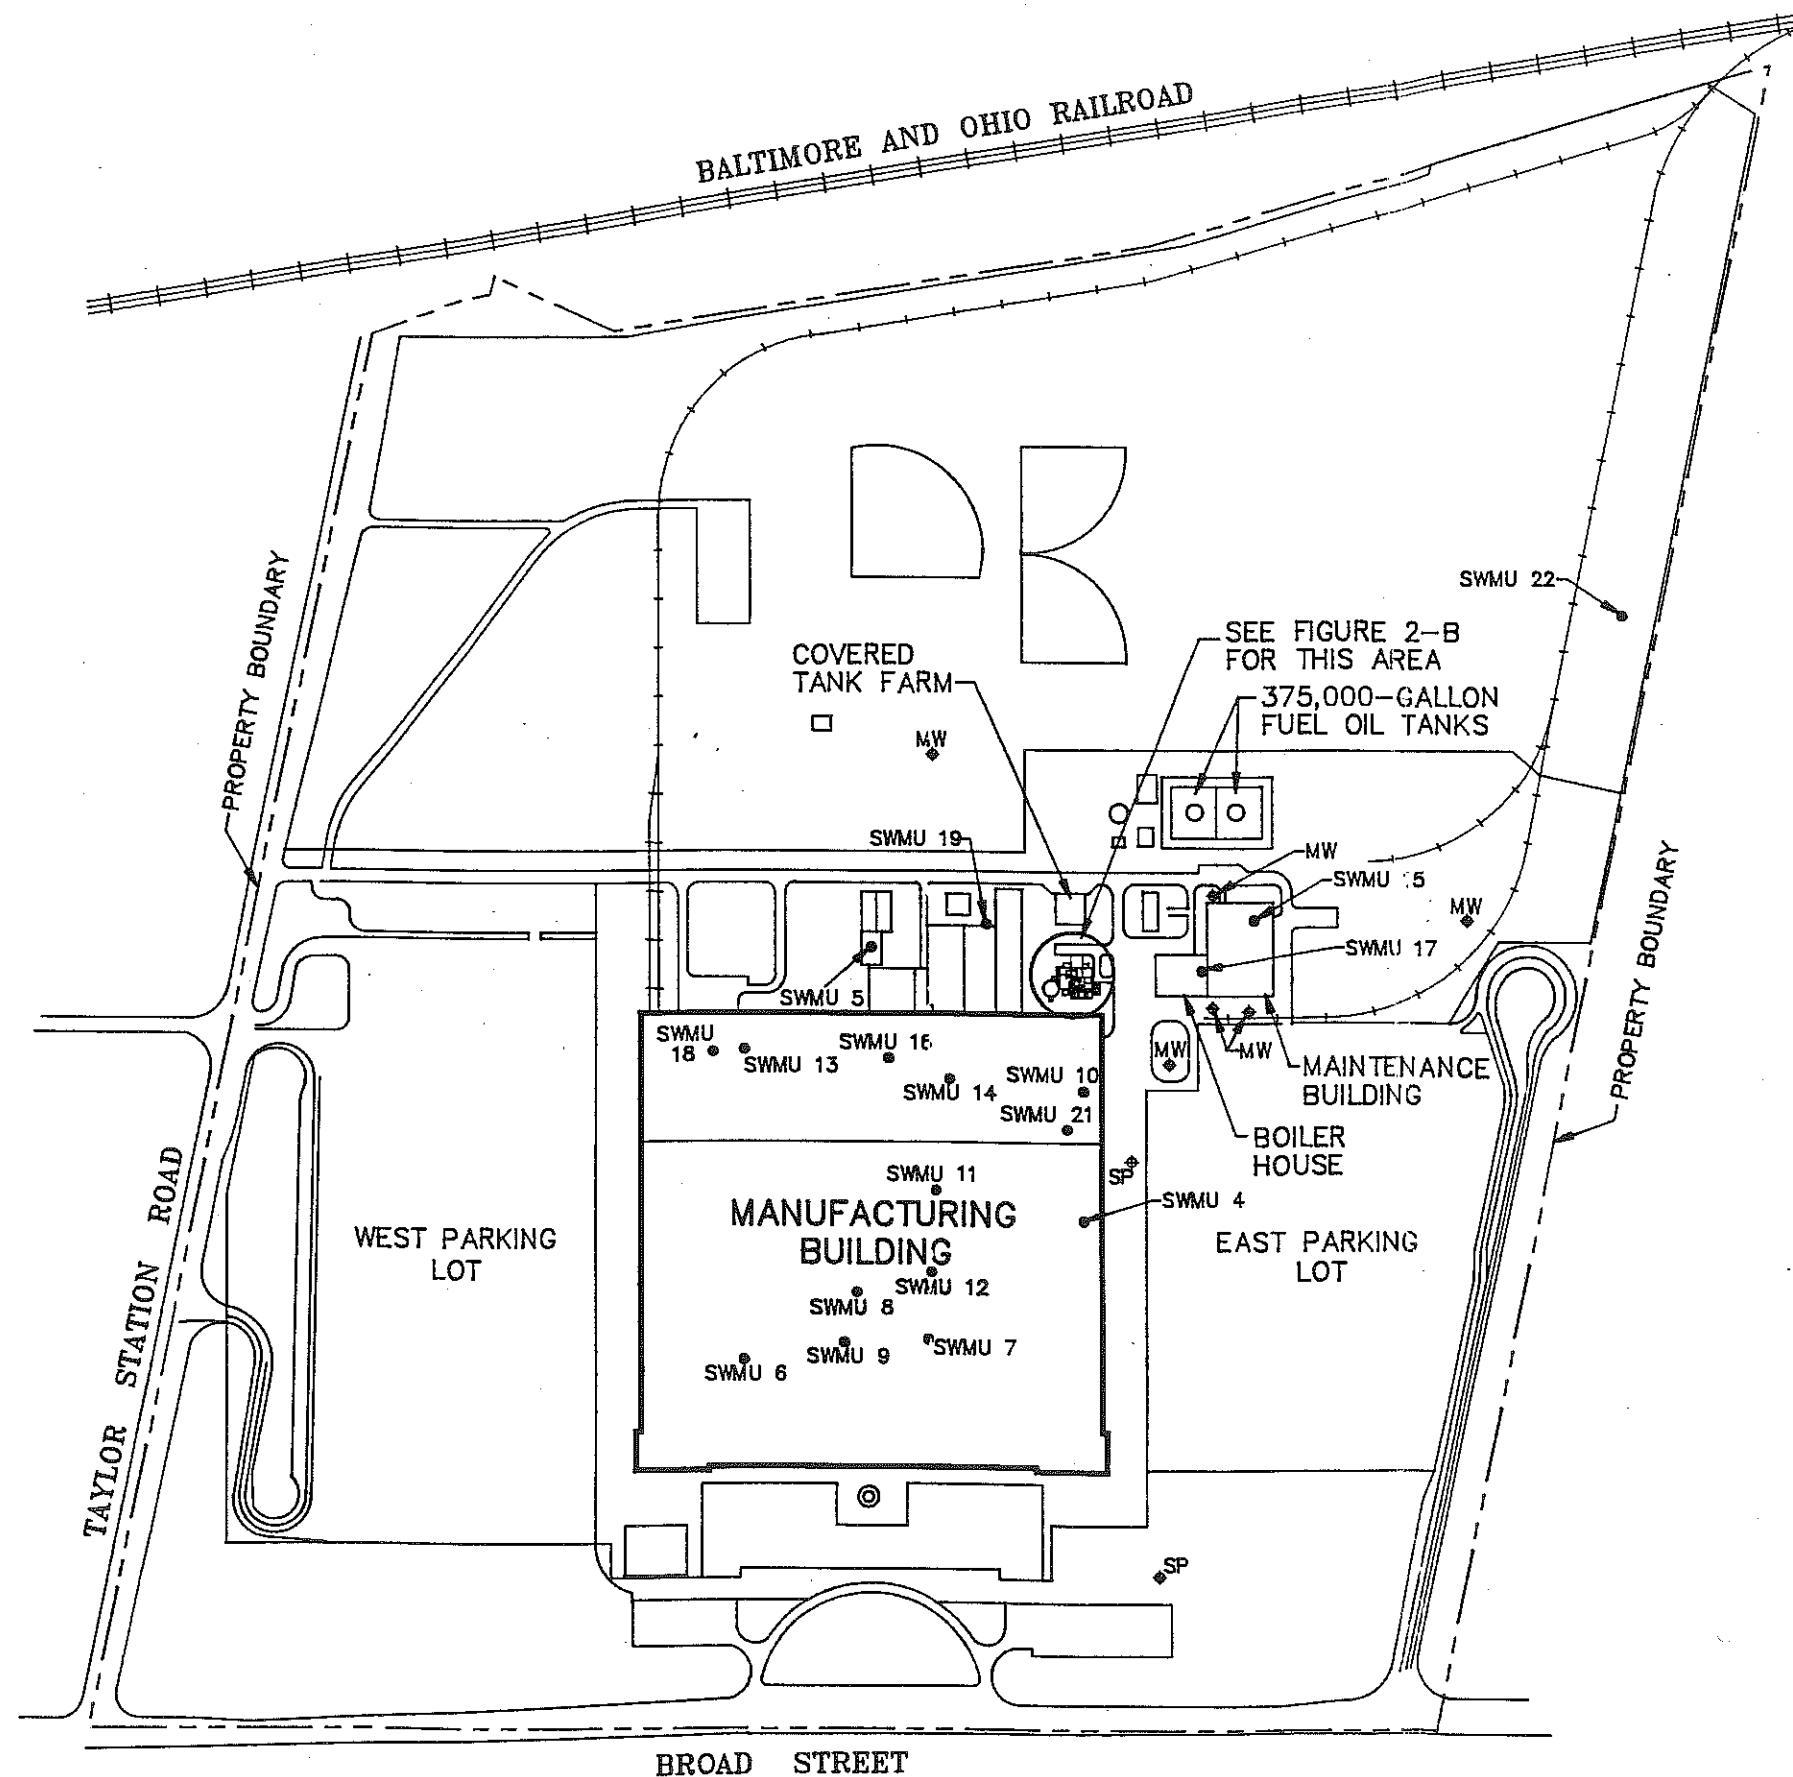 BALTIMORE AND OHIO RAILROAD
SWMU 22
SEE FIGURE 2-B
FOR THIS AREA
COVERED
TANK FARM
375,000-GALLON
FUEL OIL TANKS
PROPERTY BOUNDARY
MW
SWMU 19
MW
SWMU 5
MW
SWMU 17
PROPERTY BOUNDARY
SWMU 5
SWMU
18
SWMU 13
SWMU 16
SWMU 14
SWMU 10
SWMU 21
MW
MW
MAINTENANCE
BUILDING
BOILER
HOUSE
SP
SWMU 11
SWMU 4
MANUFACTURING
BUILDING
WEST PARKING
LOT
EAST PARKING
LOT
SWMU 12
SWMU 8
SWMU 7
SWMU 9
SWMU 6
TAYLOR STATION ROAD
SP
BROAD STREET